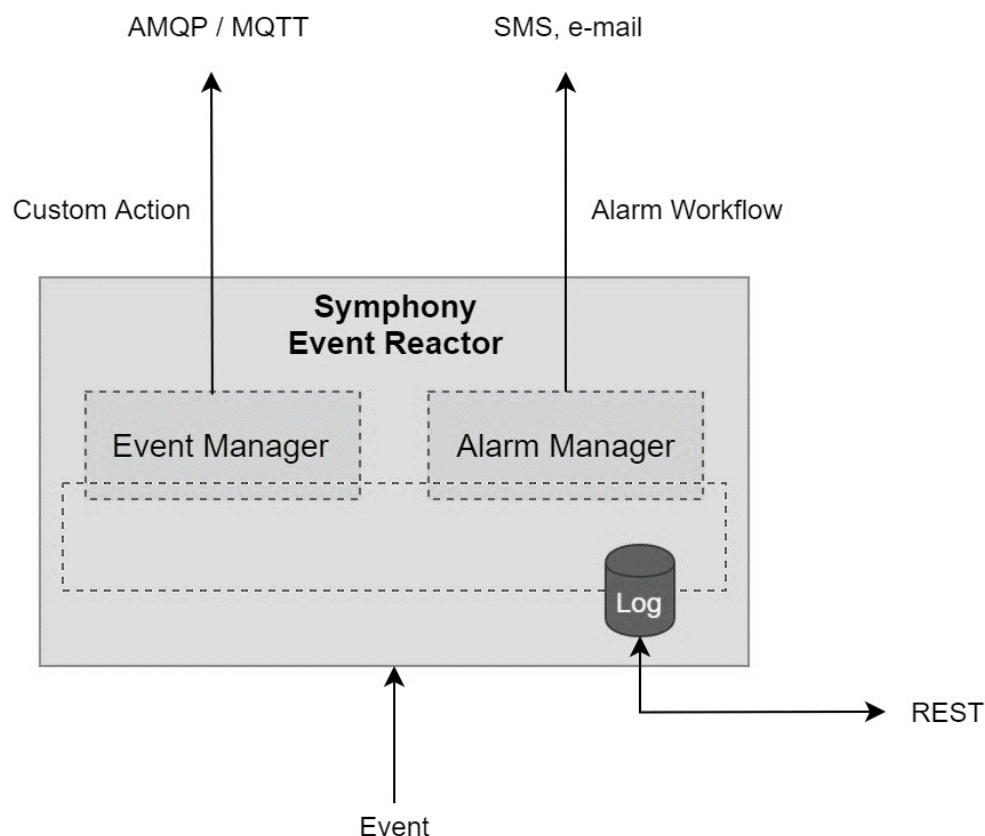 AMQP / MQTT
SMS, e-mail
Custom Action
Alarm Workflow
Symphony
Event Reactor
Event Manager
Alarm Manager
Log
REST
Event